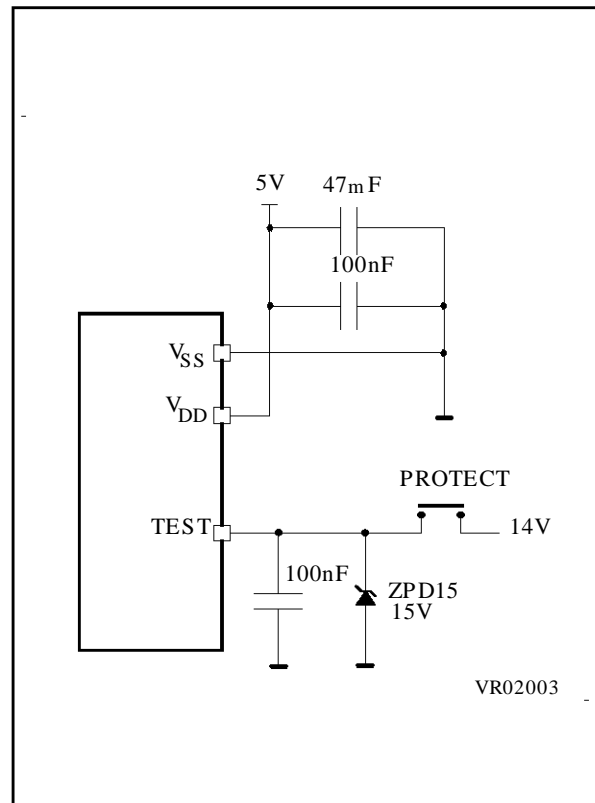 5V
47mF
100nF
VSS
VDD
PROTECT
TEST
14V
100nF
ZPD15
15V
VR02003